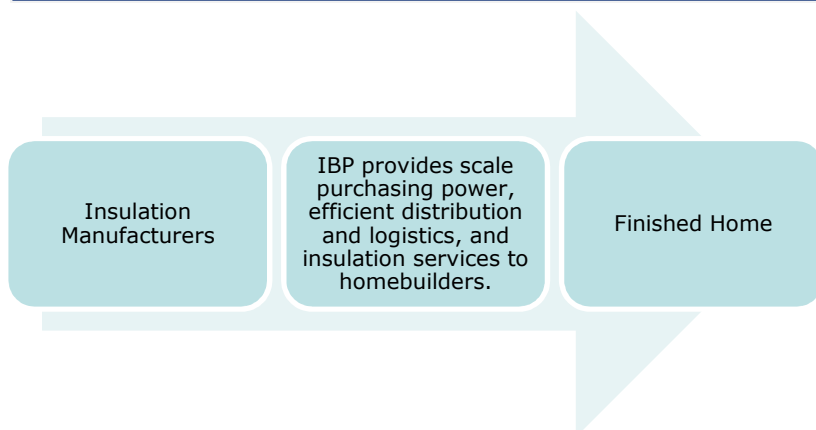 Insulation
Manufacturers
IBP provides scale
purchasing power,
efficient distribution
and logistics, and
insulation services to
homebuilders.
Finished Home